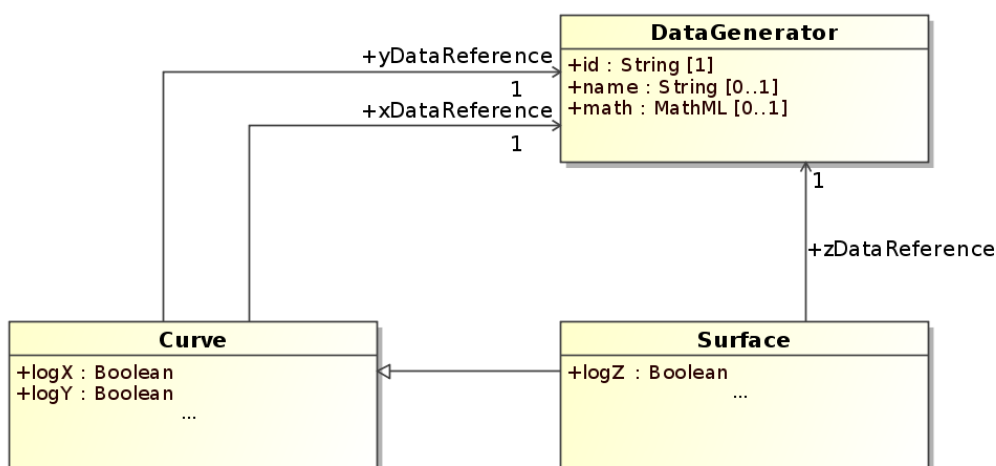 DataGenerator
+id : String [1]
+name : String [0..1]
+math : MathML [0..1]
+yDataReference
1
+xDataReference
1
1
+zDataReference
Curve
+logX : Boolean
+logY : Boolean
...
Surface
+logZ : Boolean
...